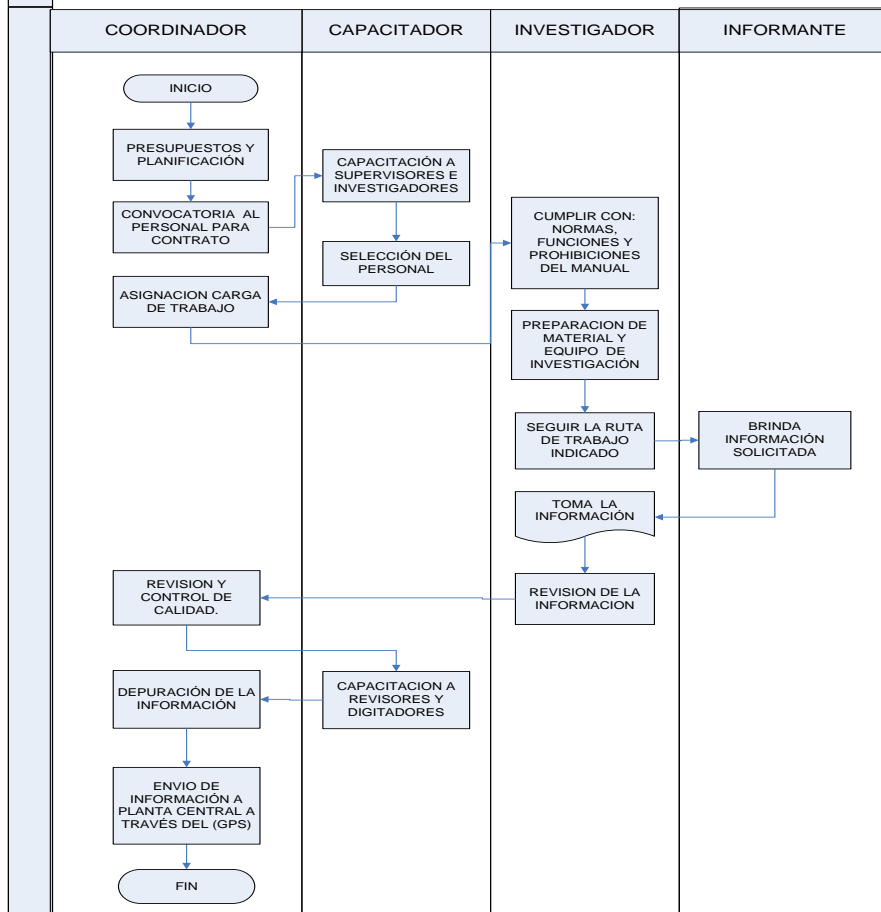 COORDINADOR
CAPACITADOR
INVESTIGADOR
INFORMANTE
INICIO
PRESUPUESTOS Y
PLANIFICACIÓN
CONVOCATORIA AL
PERSONAL PARA
CONTRATO
CAPACITACIÓN A
SUPERVISORES E
INVESTIGADORES
SELECCIÓN DEL
PERSONAL
ASIGNACION CARGA
DE TRABAJO
CUMPLIR CON:
NORMAS,
FUNCIONES Y
PROHIBICIONES
DEL MANUAL
PREPARACION DE
MATERIAL Y
EQUIPO DE
INVESTIGACIÓN
SEGUIR LA RUTA
DE TRABAJO
INDICADO
BRINDA
INFORMACIÓN
SOLICITADA
TOMA LA
INFORMACIÓN
REVISION DE LA
INFORMACION
REVISION Y
CONTROL DE
CALIDAD.
CAPACITACION A
REVISORES Y
DIGITADORES
DEPURACIÓN DE LA
INFORMACIÓN
ENVIO DE
INFORMACIÓN A
PLANTA CENTRAL A
TRAVÉS DEL (GPS)
FIN